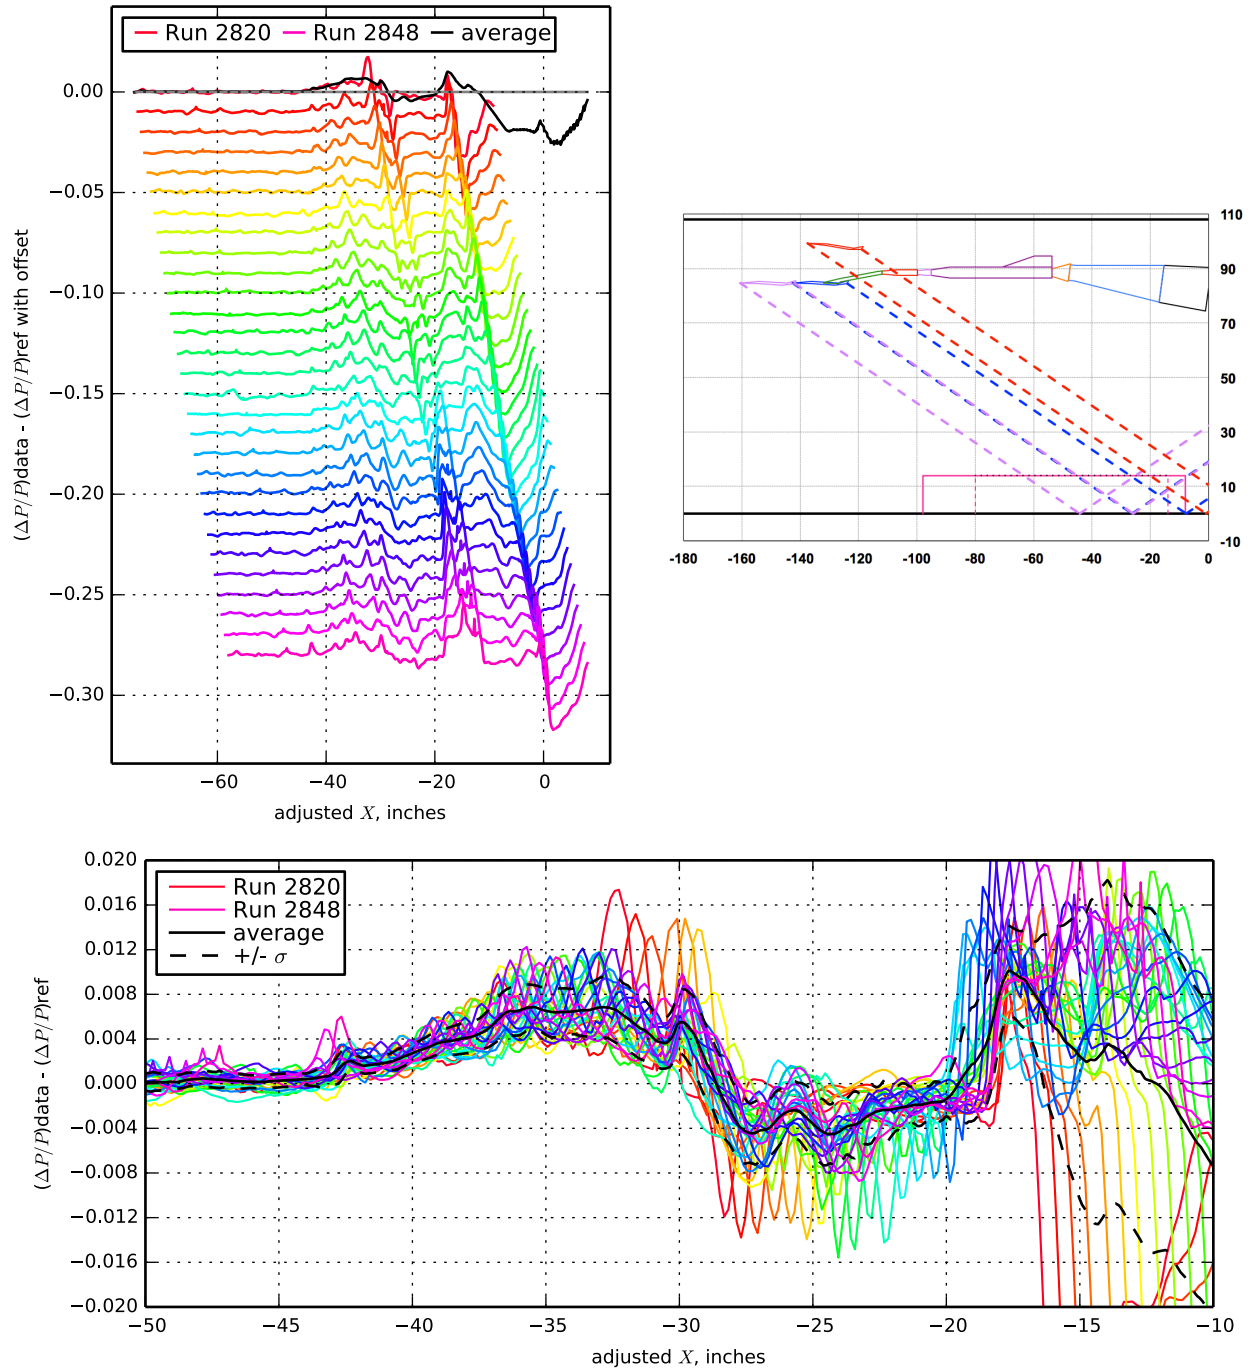 Run 2820 Run 2848 average
0.00
−0.05
−0.10
−0.15
−0.20
−0.25
−0.30
(ΔP/P)data - (ΔP/P)ref with offset
−60 −40 −20 0
adjusted X, inches
110
90
70
50
30
10
-10
-180 -160 -140 -120 -100 -80 -60 -40 -20 0
Run 2820
Run 2848
average
+/- σ
0.020
0.016
0.012
0.008
0.004
0.000
−0.004
−0.008
−0.012
−0.016
−0.020
(ΔP/P)data - (ΔP/P)ref
−50 −45 −40 −35 −30 −25 −20 −15 −10
adjusted X, inches